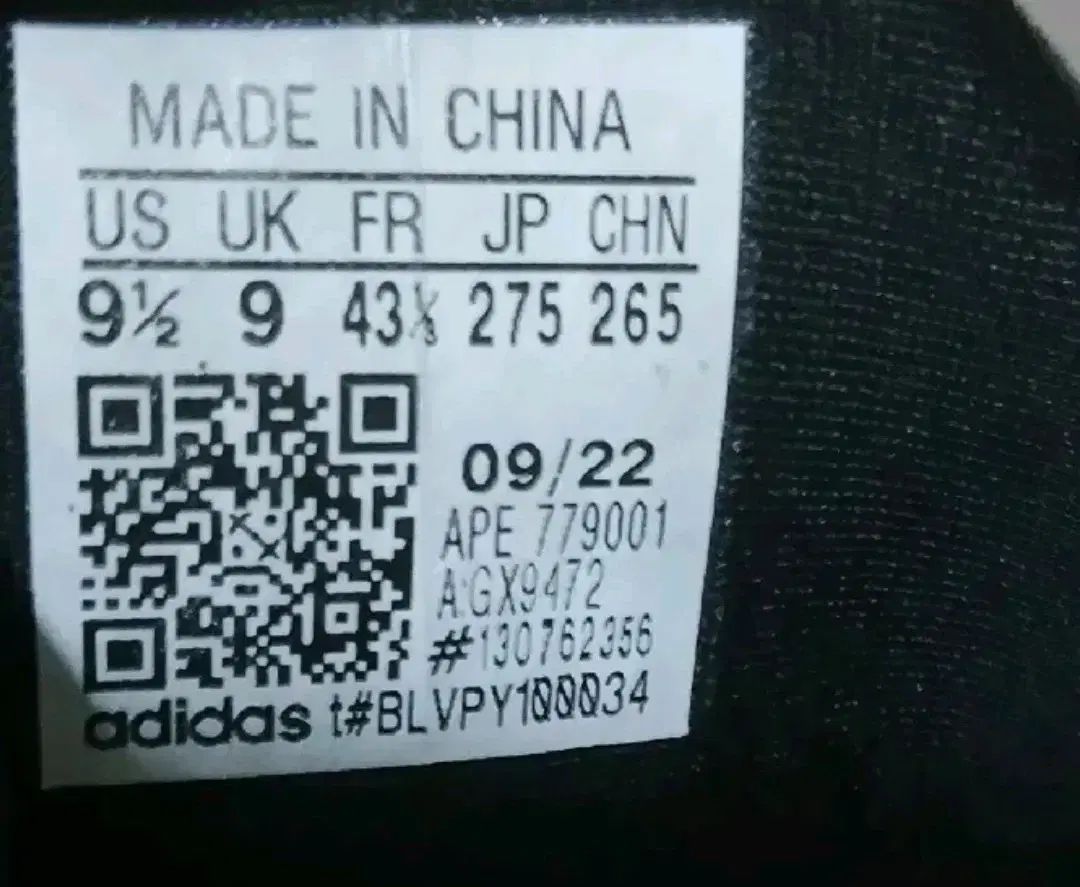 MADE IN CHINA
US UK FR JP CHN
9½ 9 43⅓ 275 265
09/22
APE 779001
A:GX9472
#130762356
adidas t#BLVPY100034